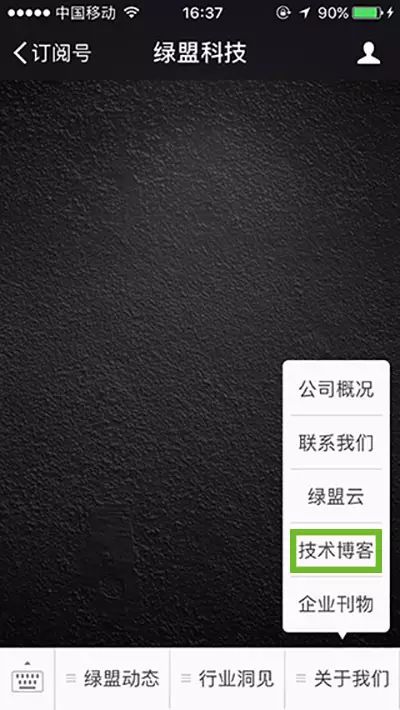 中国移动 16:37 90%
订阅号 绿盟科技
公司概况
联系我们
绿盟云
技术博客
企业刊物
绿盟动态 行业洞见 关于我们